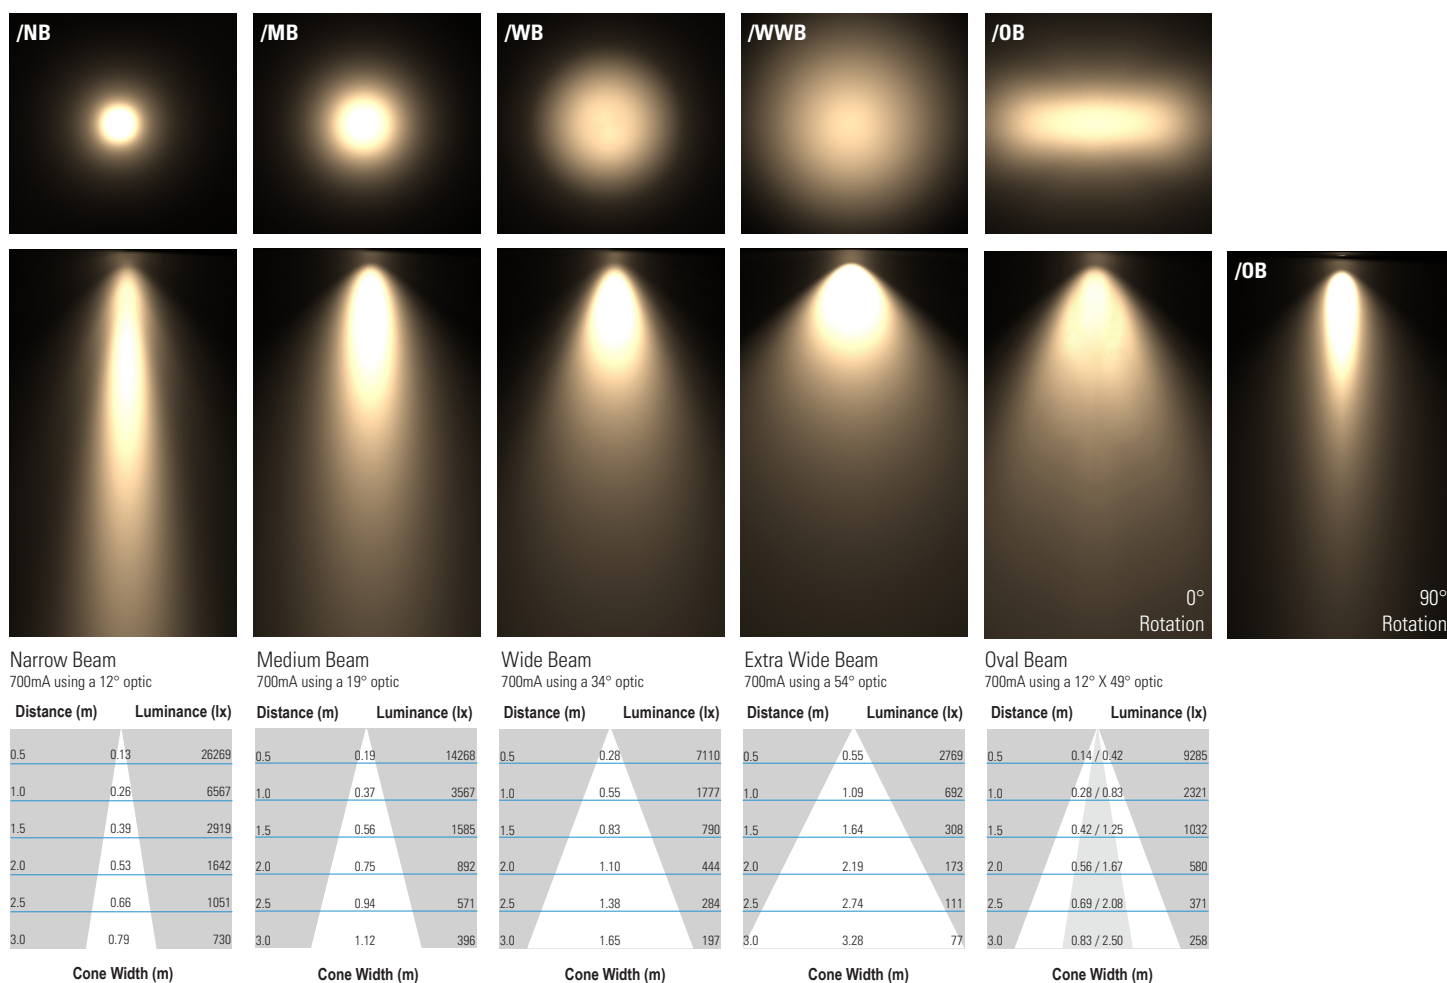 /NB
/MB
/WB
/WWB
/OB
/OB
0°
Rotation
90°
Rotation
Narrow Beam
700mA using a 12° optic
Distance (m) Luminance (lx)
0.5 0.13 26269
1.0 0.26 6567
1.5 0.39 2919
2.0 0.53 1642
2.5 0.66 1051
3.0 0.79 730
Cone Width (m)
Medium Beam
700mA using a 19° optic
Distance (m) Luminance (lx)
0.5 0.19 14268
1.0 0.37 3567
1.5 0.56 1585
2.0 0.75 892
2.5 0.94 571
3.0 1.12 396
Cone Width (m)
Wide Beam
700mA using a 34° optic
Distance (m) Luminance (lx)
0.5 0.28 7110
1.0 0.55 1777
1.5 0.83 790
2.0 1.10 444
2.5 1.38 284
3.0 1.65 197
Cone Width (m)
Extra Wide Beam
700mA using a 54° optic
Distance (m) Luminance (lx)
0.5 0.55 2769
1.0 1.09 692
1.5 1.64 308
2.0 2.19 173
2.5 2.74 111
3.0 3.28 77
Cone Width (m)
Oval Beam
700mA using a 12° X 49° optic
Distance (m) Luminance (lx)
0.5 0.14 / 0.42 9285
1.0 0.28 / 0.83 2321
1.5 0.42 / 1.25 1032
2.0 0.56 / 1.67 580
2.5 0.69 / 2.08 371
3.0 0.83 / 2.50 258
Cone Width (m)